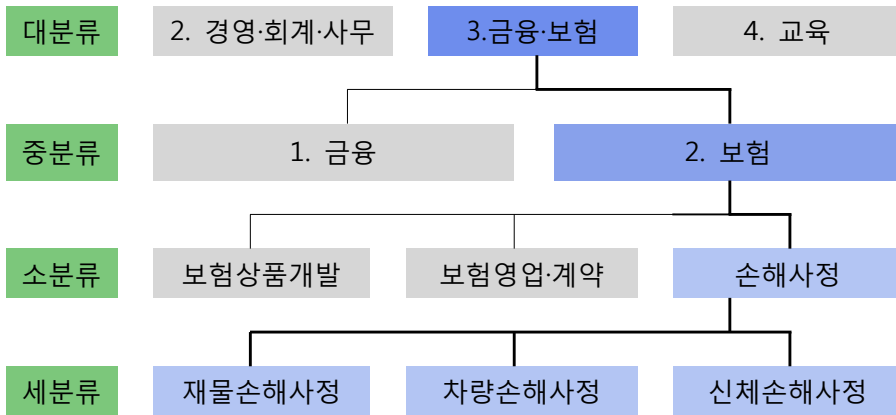 대분류 2. 경영·회계·사무 3.금융·보험 4. 교육
중분류 1. 금융 2. 보험
소분류 보험상품개발 보험영업·계약 손해사정
세분류 재물손해사정 차량손해사정 신체손해사정